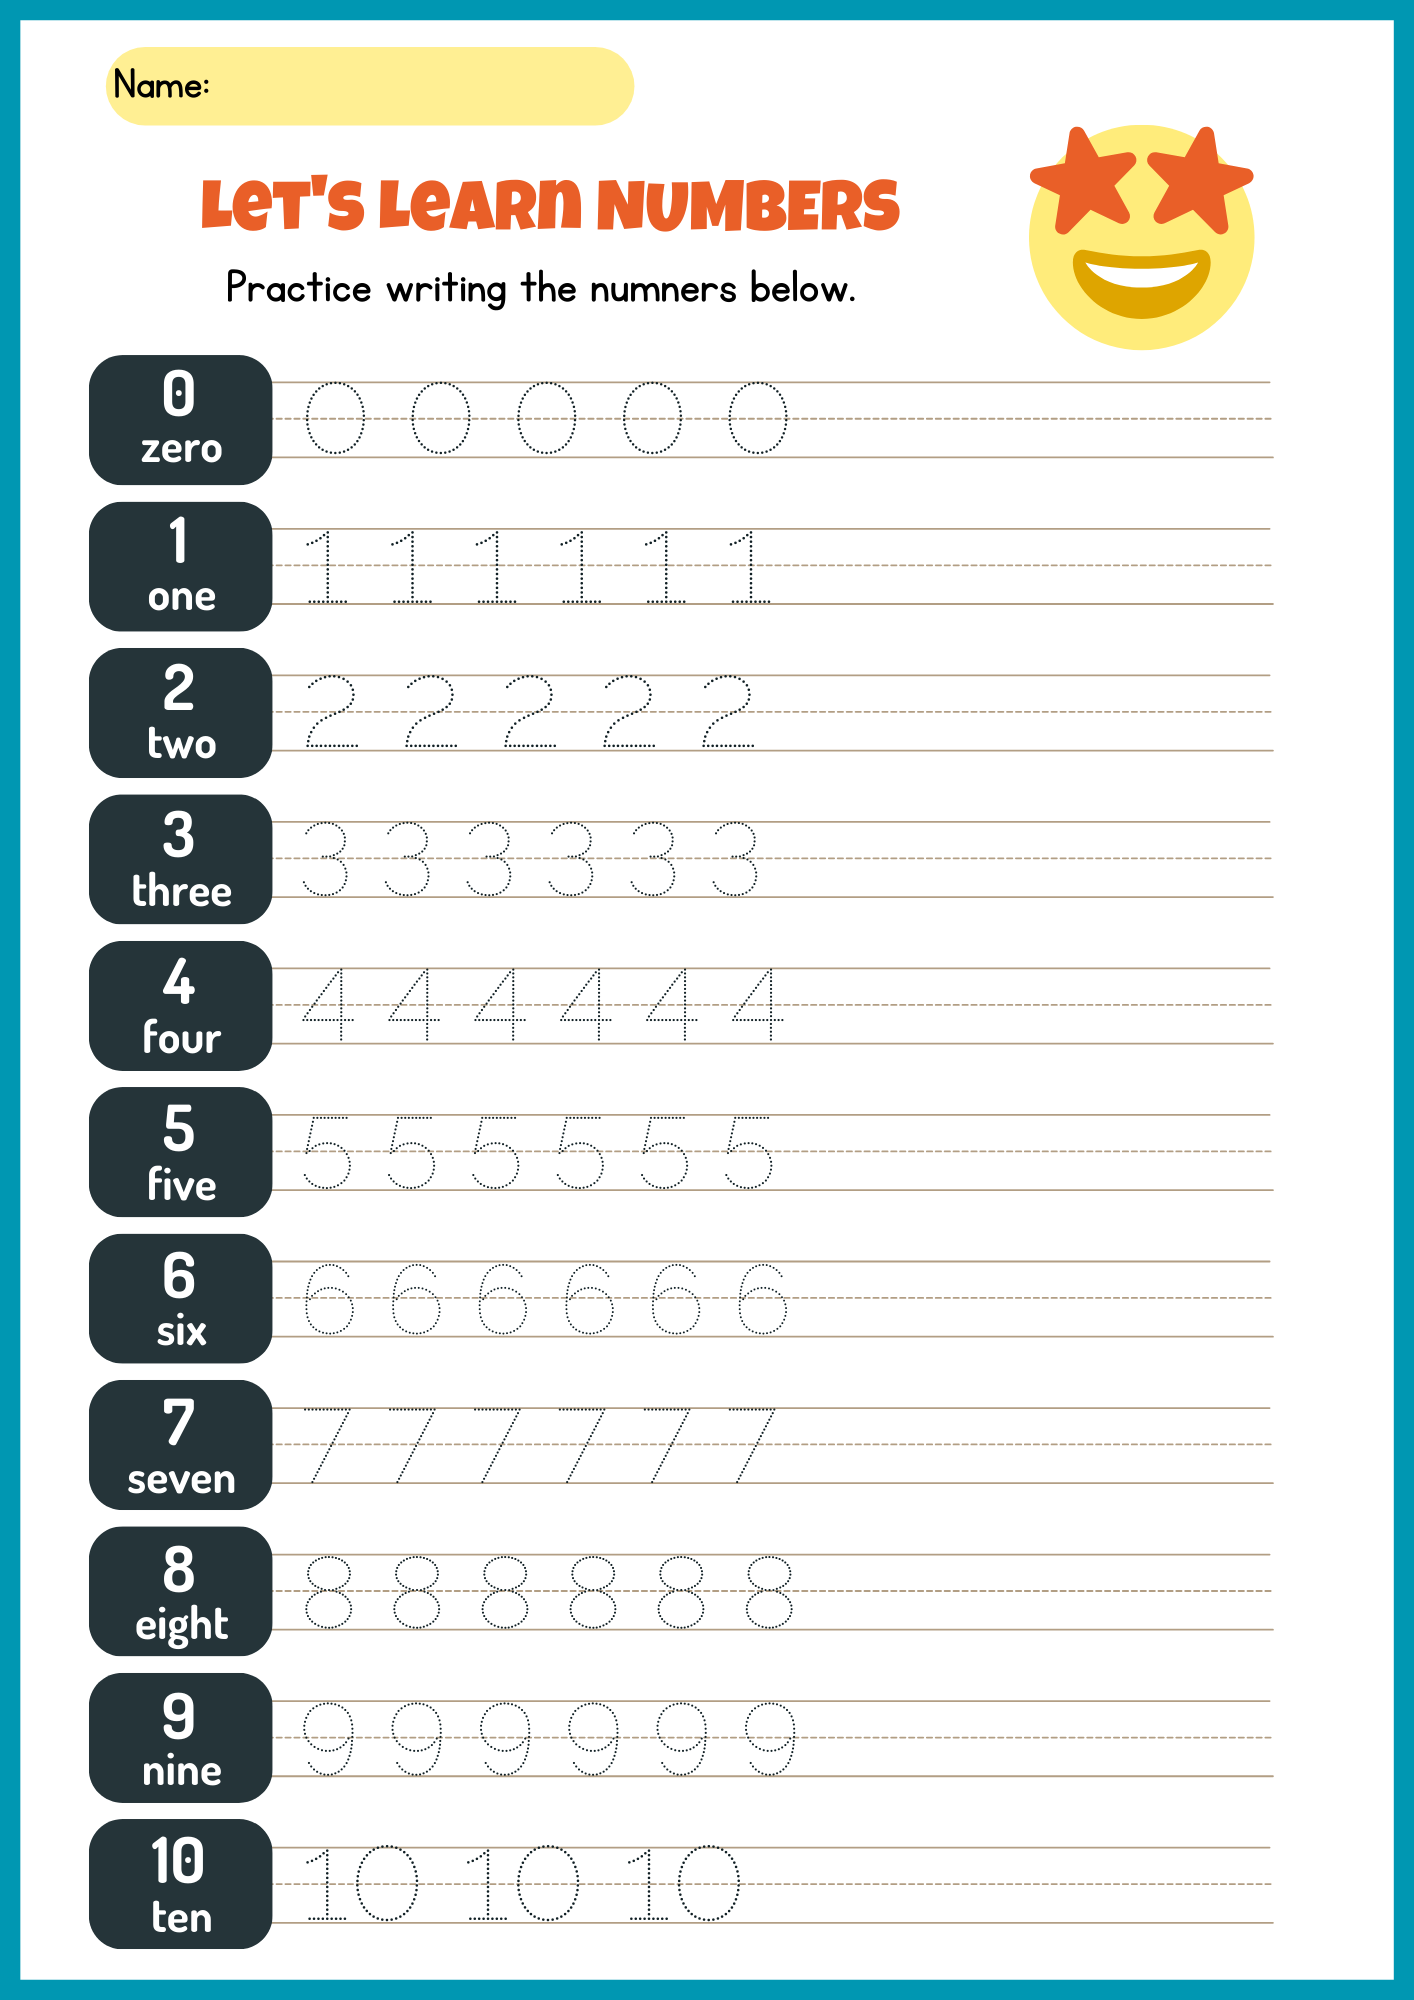 Name:
LeT's LeARn NUMBERS
Practice writing the numners below.
0
zero
0 0 0 0 0
1
one
1 1 1 1 1 1
2
two
2 2 2 2 2
3
three
3 3 3 3 3 3
4
four
4 4 4 4 4 4
5
five
5 5 5 5 5 5
6
six
6 6 6 6 6 6
7
seven
7 7 7 7 7 7
8
eight
8 8 8 8 8 8
9
nine
9 9 9 9 9 9
10
ten
10 10 10